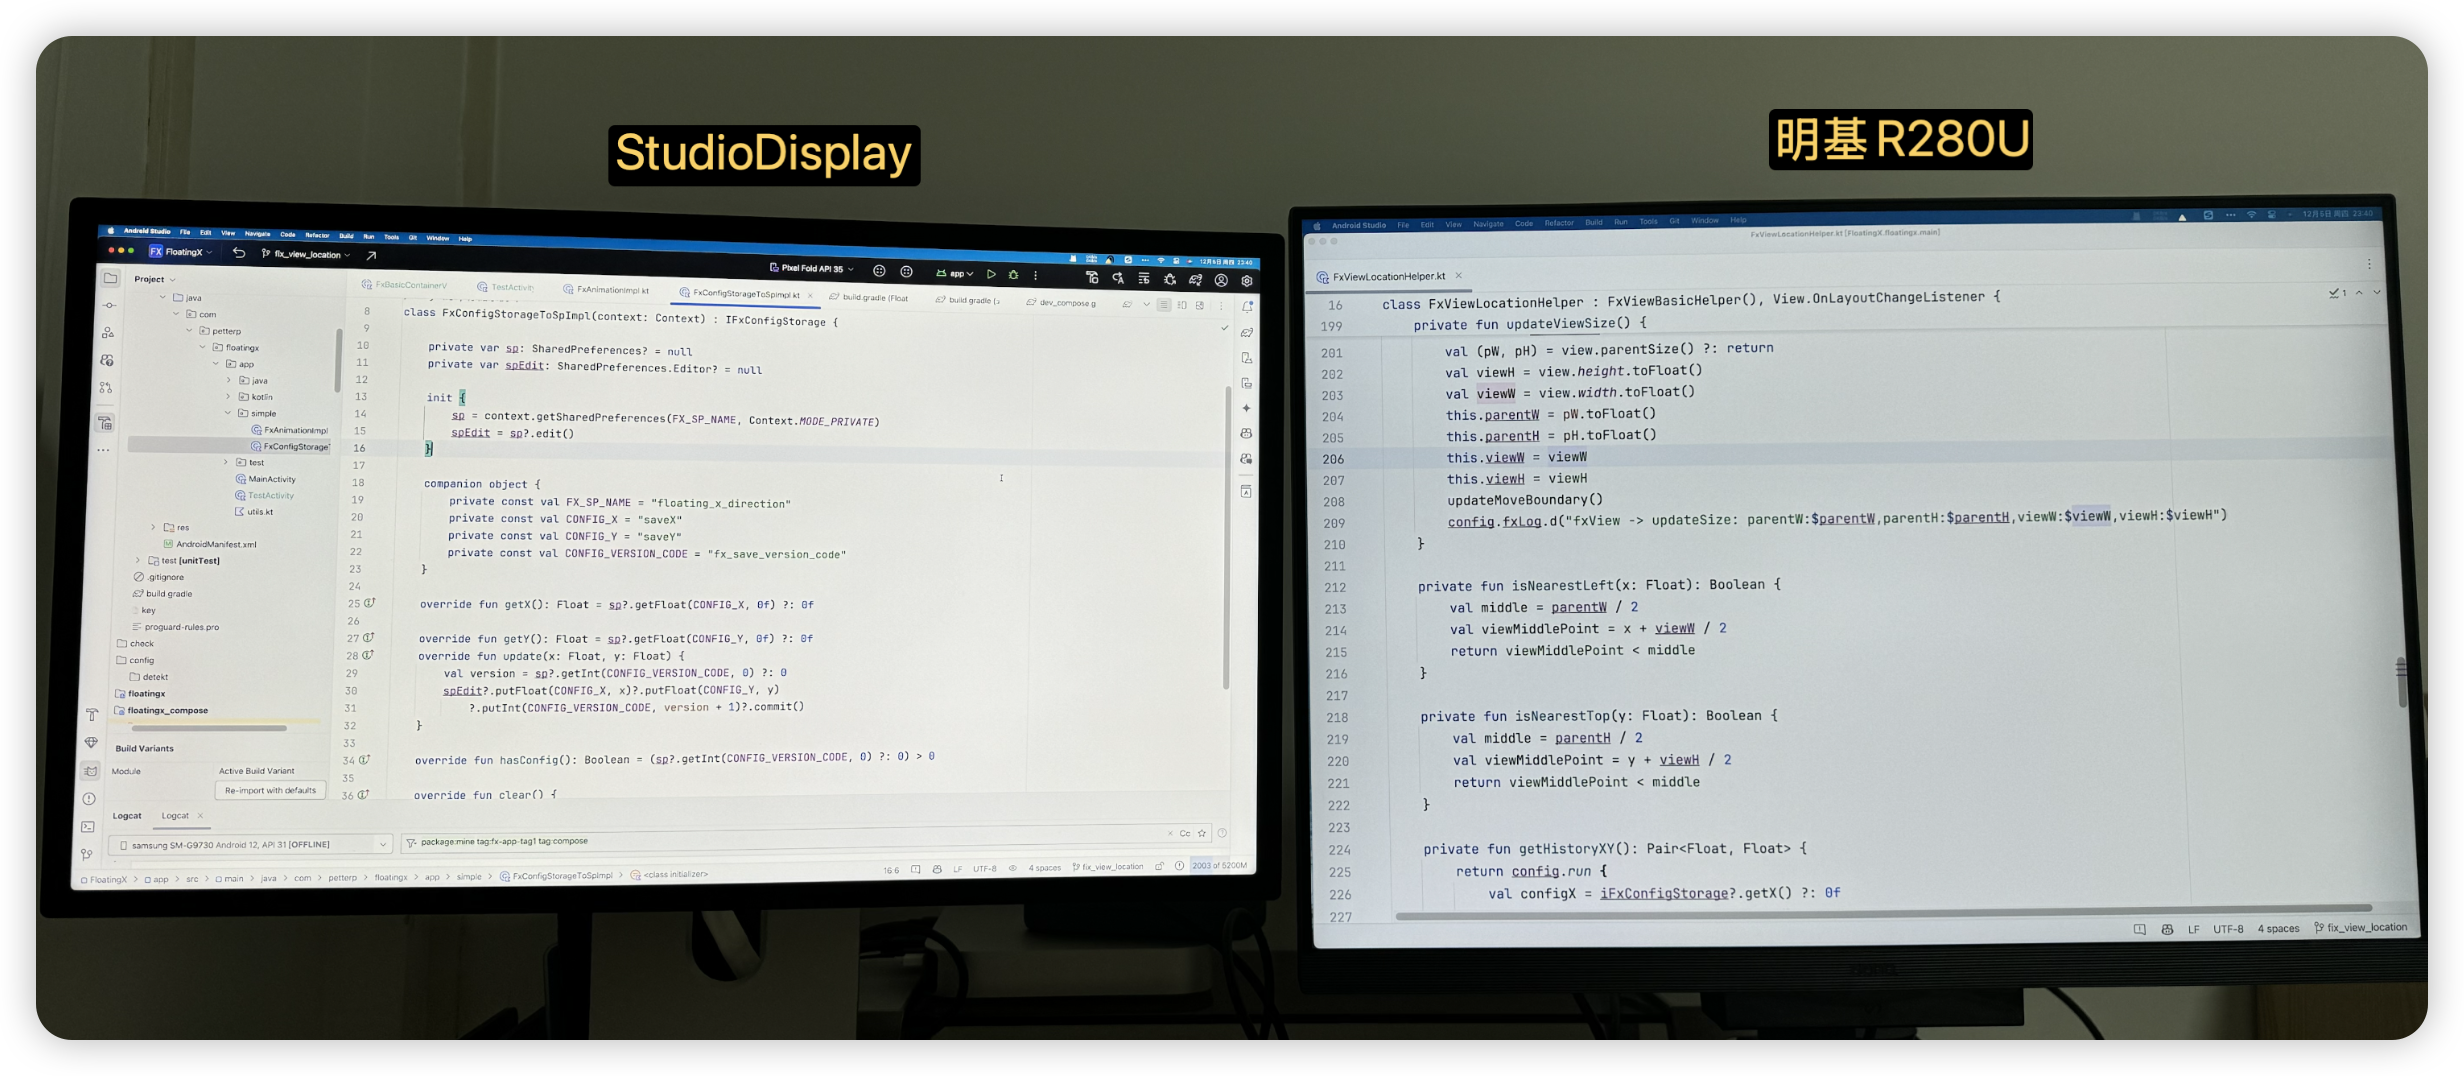 StudioDisplay
明基 R280U
Android Studio File Edit View Navigate Code Refactor Build Run Tools Git Window Help
12月5日 周四 23:40
FX FloatingX
fix_view_location
Pixel Fold API 35
app
Project
java
com
petterp
floatingx
app
java
kotlin
simple
FxAnimationImpl
FxConfigStorage
test
MainActivity
TestActivity
utils.kt
res
AndroidManifest.xml
test [unitTest]
.gitignore
build.gradle
key
proguard-rules.pro
check
config
detekt
floatingx
floatingx_compose
Build Variants
Module Active Build Variant
Re-import with defaults
FxBasicContainerV TestActivity FxAnimationImpl.kt FxConfigStorageToSpImpl.kt build.gradle (Float build.gradle (: dev_compose g
8 class FxConfigStorageToSpImpl(context: Context) : IFxConfigStorage {
9
10 private var sp: SharedPreferences? = null
11 private var spEdit: SharedPreferences.Editor? = null
12
13 init {
14 sp = context.getSharedPreferences(FX_SP_NAME, Context.MODE_PRIVATE)
15 spEdit = sp?.edit()
16 }
17
18 companion object {
19 private const val FX_SP_NAME = "floating_x_direction"
20 private const val CONFIG_X = "saveX"
21 private const val CONFIG_Y = "saveY"
22 private const val CONFIG_VERSION_CODE = "fx_save_version_code"
23 }
24
25 override fun getX(): Float = sp?.getFloat(CONFIG_X, 0f) ?: 0f
26
27 override fun getY(): Float = sp?.getFloat(CONFIG_Y, 0f) ?: 0f
28 override fun update(x: Float, y: Float) {
29 val version = sp?.getInt(CONFIG_VERSION_CODE, 0) ?: 0
30 spEdit?.putFloat(CONFIG_X, x)?.putFloat(CONFIG_Y, y)
31 ?.putInt(CONFIG_VERSION_CODE, version + 1)?.commit()
32 }
33
34 override fun hasConfig(): Boolean = (sp?.getInt(CONFIG_VERSION_CODE, 0) ?: 0) > 0
35
36 override fun clear() {
Logcat Logcat
samsung SM-G9730 Android 12, API 31 [OFFLINE]
package:mine tag:fx-app-tag1 tag:compose
Cc
FloatingX > app > src > main > java > com > petterp > floatingx > app > simple > FxConfigStorageToSpImpl > <class initializer>
16:6 LF UTF-8 4 spaces fix_view_location 2003 of 5200M
Android Studio File Edit View Navigate Code Refactor Build Run Tools Git Window Help
12月5日 周四 23:40
FxViewLocationHelper.kt [FloatingX.floatingx.main]
FxViewLocationHelper.kt
1
16 class FxViewLocationHelper : FxViewBasicHelper(), View.OnLayoutChangeListener {
199 private fun updateViewSize() {
201 val (pW, pH) = view.parentSize() ?: return
202 val viewH = view.height.toFloat()
203 val viewW = view.width.toFloat()
204 this.parentW = pW.toFloat()
205 this.parentH = pH.toFloat()
206 this.viewW = viewW
207 this.viewH = viewH
208 updateMoveBoundary()
209 config.fxLog.d("fxView -> updateSize: parentW:$parentW,parentH:$parentH,viewW:$viewW,viewH:$viewH")
210 }
211
212 private fun isNearestLeft(x: Float): Boolean {
213 val middle = parentW / 2
214 val viewMiddlePoint = x + viewW / 2
215 return viewMiddlePoint < middle
216 }
217
218 private fun isNearestTop(y: Float): Boolean {
219 val middle = parentH / 2
220 val viewMiddlePoint = y + viewH / 2
221 return viewMiddlePoint < middle
222 }
223
224 private fun getHistoryXY(): Pair<Float, Float> {
225 return config.run {
226 val configX = iFxConfigStorage?.getX() ?: 0f
227
LF UTF-8 4 spaces fix_view_location